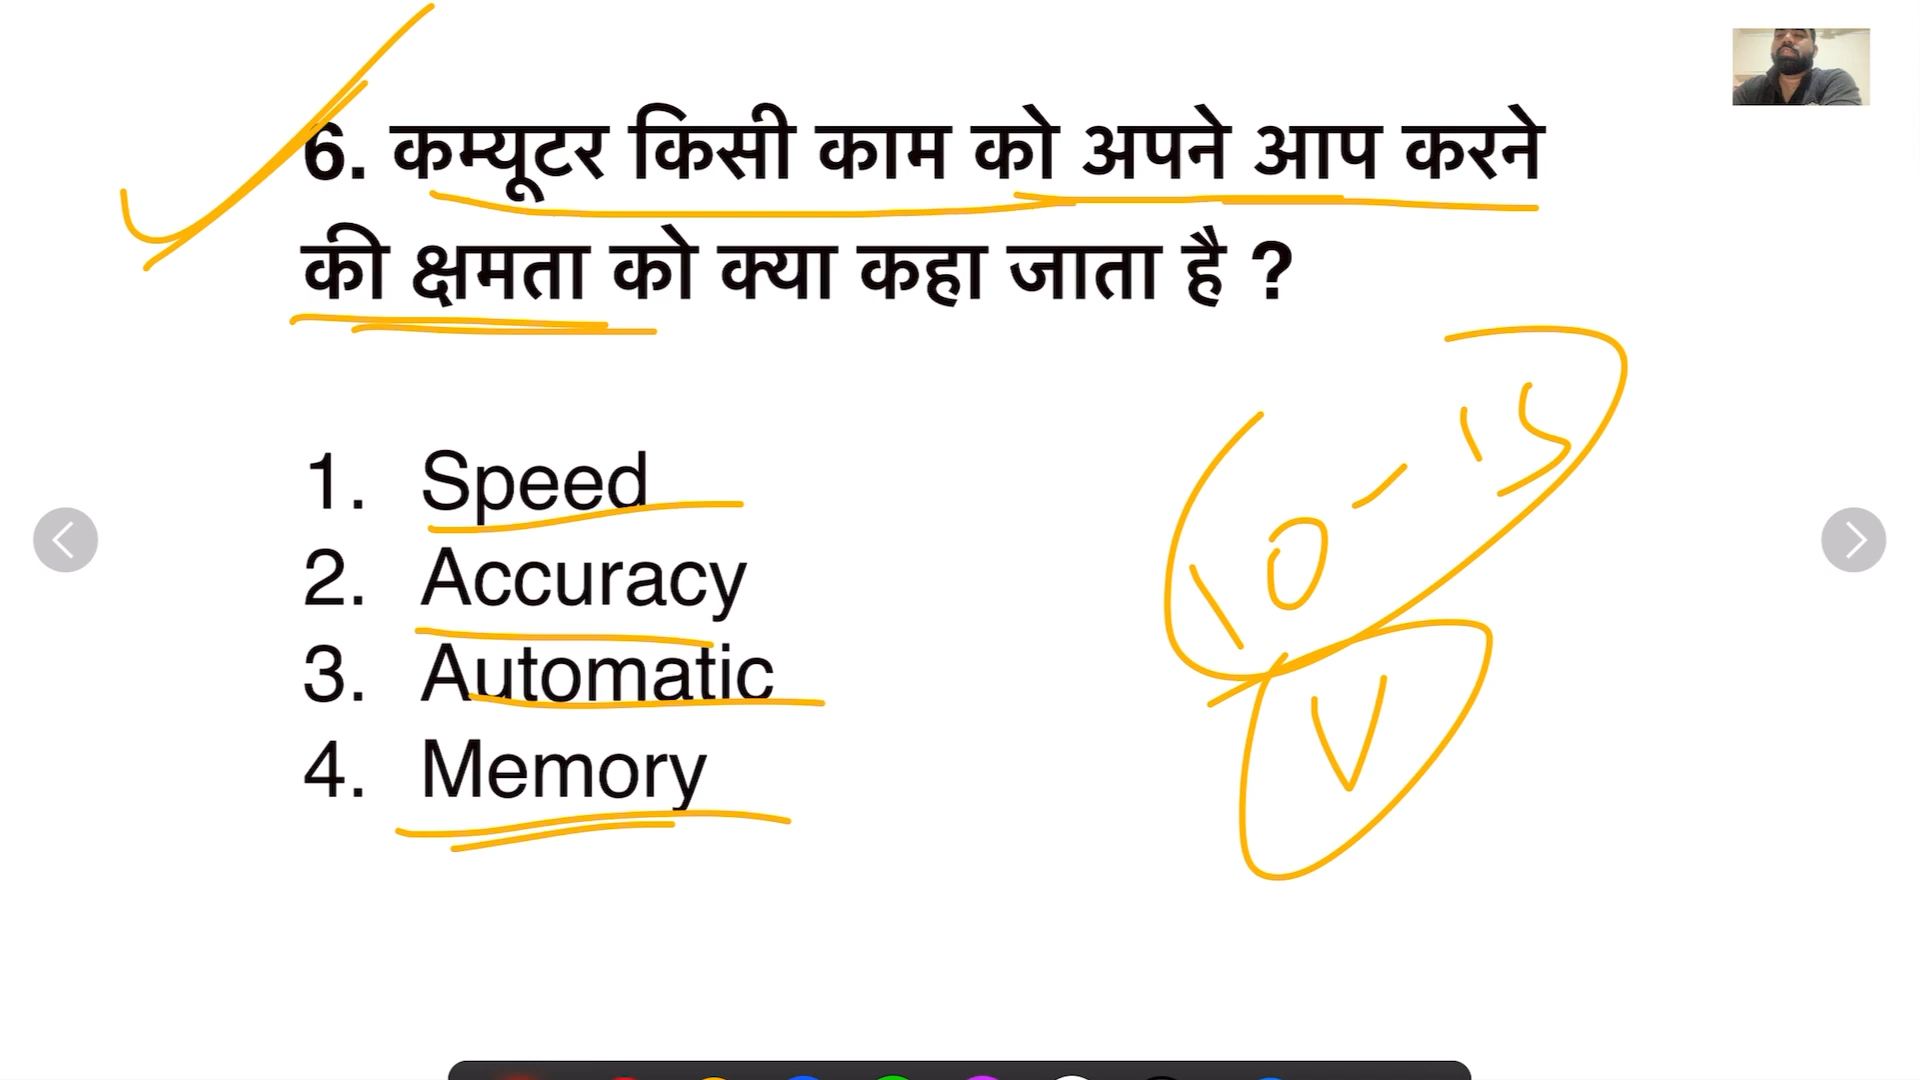 6. कम्प्यूटर किसी काम को अपने आप करने
की क्षमता को क्या कहा जाता है ?
1. Speed
2. Accuracy
3. Automatic
4. Memory
10 - 15
V